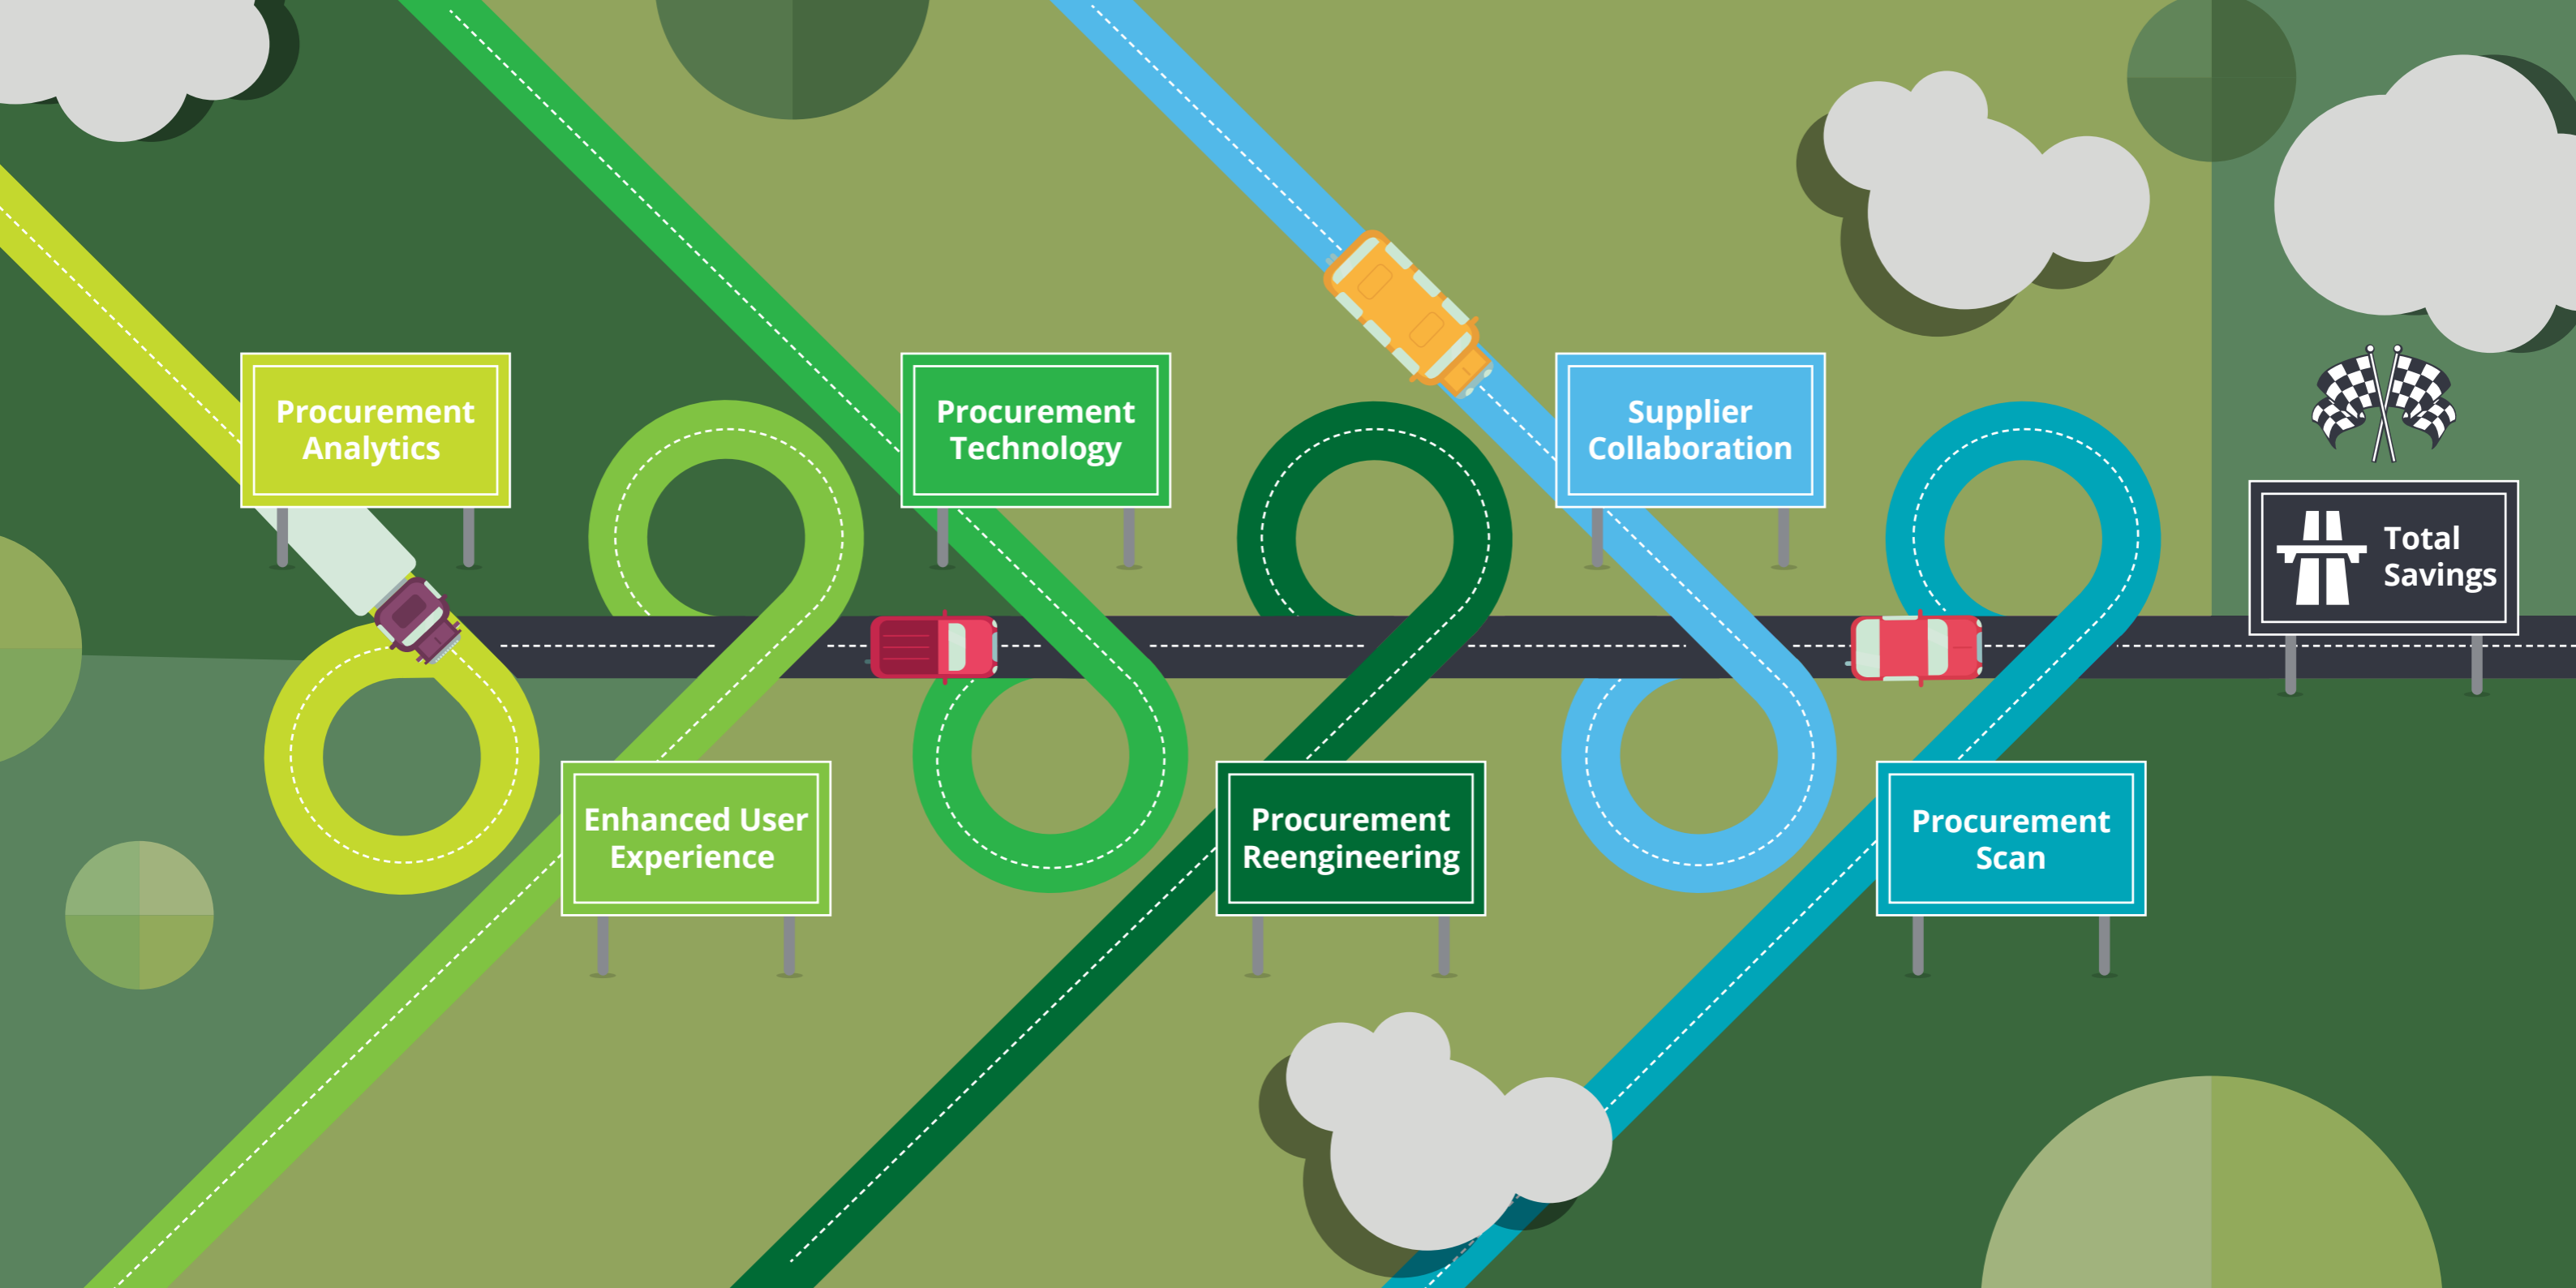 Procurement
Analytics
Procurement
Technology
Supplier
Collaboration
Total
Savings
Enhanced User
Experience
Procurement
Reengineering
Procurement
Scan